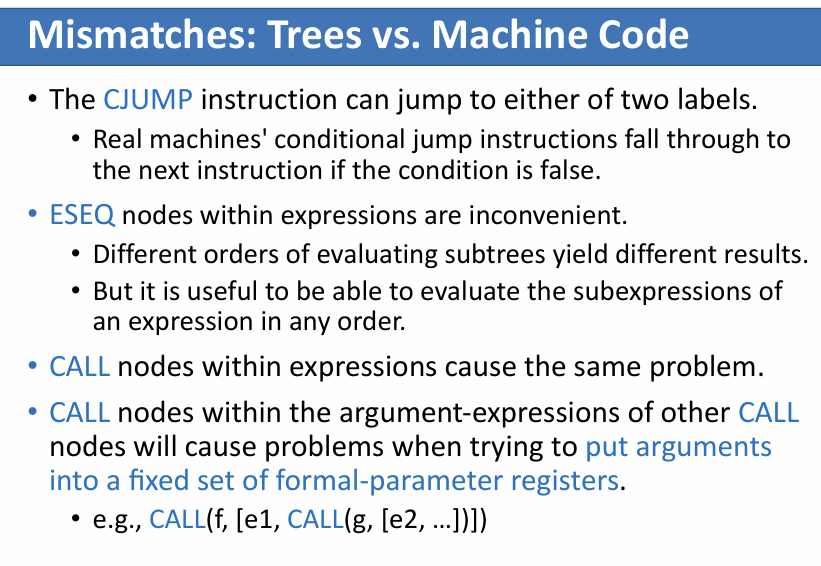 Mismatches: Trees vs. Machine Code
• The CJUMP instruction can jump to either of two labels.
• Real machines' conditional jump instructions fall through to
the next instruction if the condition is false.
• ESEQ nodes within expressions are inconvenient.
• Different orders of evaluating subtrees yield different results.
• But it is useful to be able to evaluate the subexpressions of
an expression in any order.
• CALL nodes within expressions cause the same problem.
• CALL nodes within the argument-expressions of other CALL
nodes will cause problems when trying to put arguments
into a fixed set of formal-parameter registers.
• e.g., CALL(f, [e1, CALL(g, [e2, …])])